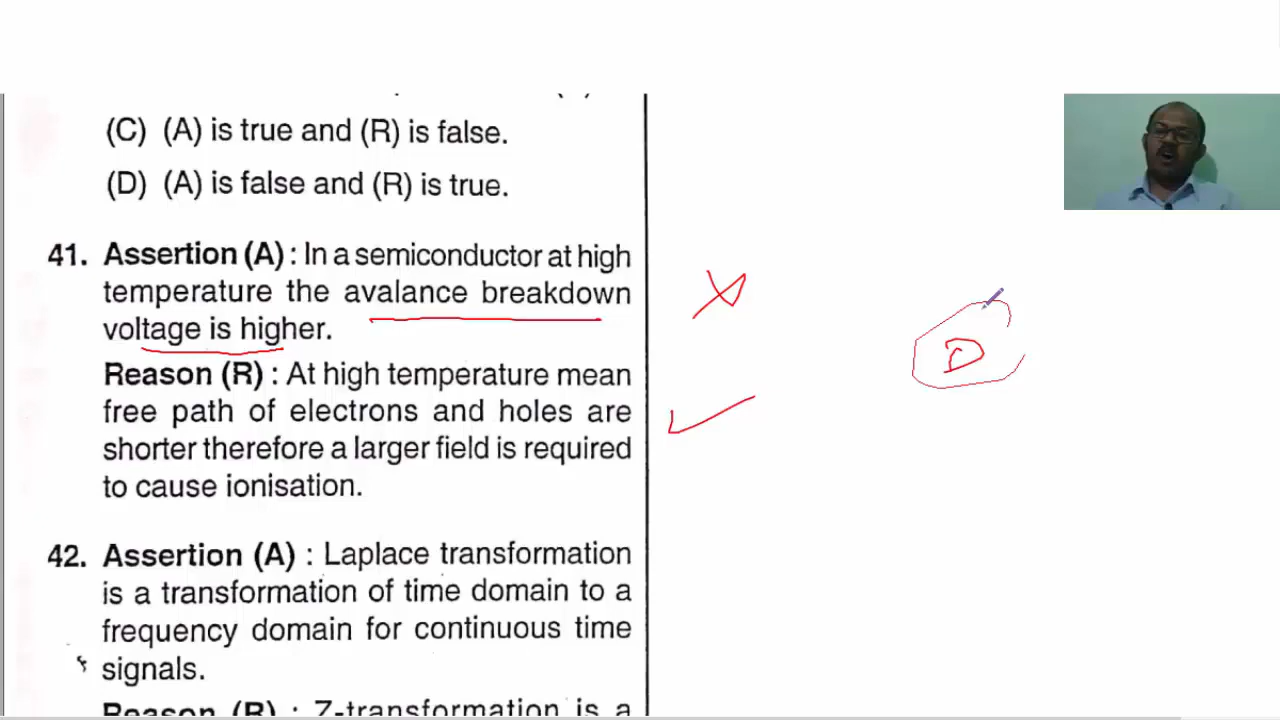 (C) (A) is true and (R) is false.
(D) (A) is false and (R) is true.
41. Assertion (A) : In a semiconductor at high
temperature the avalance breakdown
voltage is higher.
Reason (R) : At high temperature mean
free path of electrons and holes are
shorter therefore a larger field is required
to cause ionisation.
D
42. Assertion (A) : Laplace transformation
is a transformation of time domain to a
frequency domain for continuous time
signals.
Reason (R) : Z-transformation is a